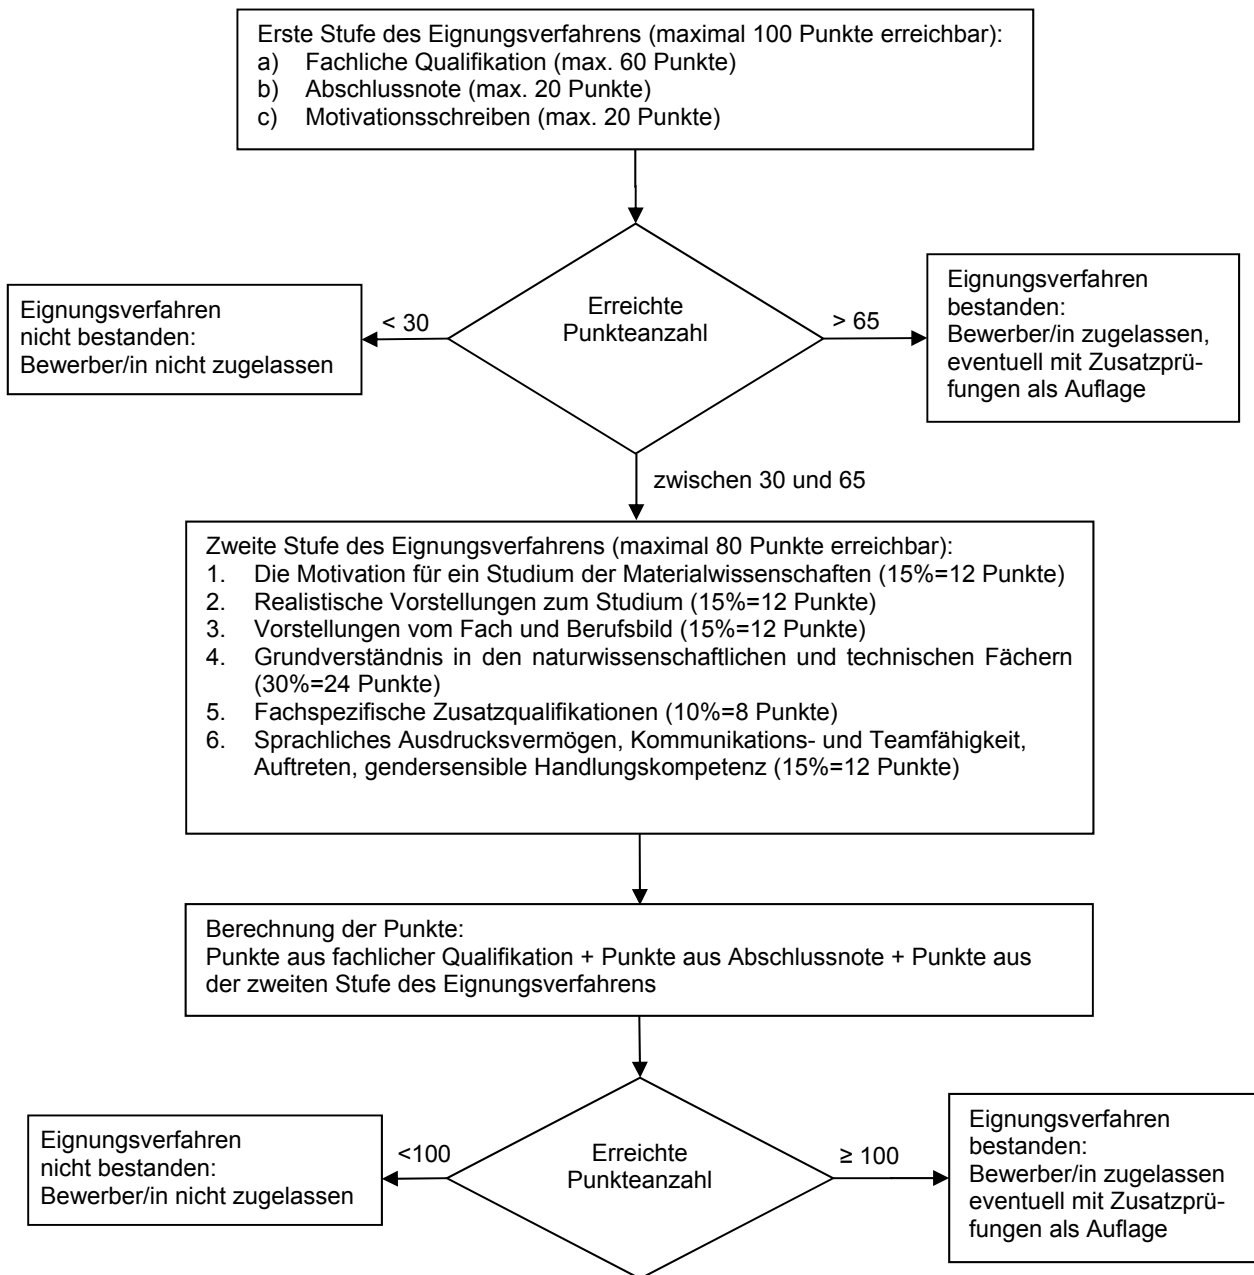 Erste Stufe des Eignungsverfahrens (maximal 100 Punkte erreichbar):
a) Fachliche Qualifikation (max. 60 Punkte)
b) Abschlussnote (max. 20 Punkte)
c) Motivationsschreiben (max. 20 Punkte)
Eignungsverfahren
nicht bestanden:
Bewerber/in nicht zugelassen
< 30
Erreichte
Punkteanzahl
> 65
Eignungsverfahren
bestanden:
Bewerber/in zugelassen,
eventuell mit Zusatzprü-
fungen als Auflage
zwischen 30 und 65
Zweite Stufe des Eignungsverfahrens (maximal 80 Punkte erreichbar):
1. Die Motivation für ein Studium der Materialwissenschaften (15%=12 Punkte)
2. Realistische Vorstellungen zum Studium (15%=12 Punkte)
3. Vorstellungen vom Fach und Berufsbild (15%=12 Punkte)
4. Grundverständnis in den naturwissenschaftlichen und technischen Fächern
(30%=24 Punkte)
5. Fachspezifische Zusatzqualifikationen (10%=8 Punkte)
6. Sprachliches Ausdrucksvermögen, Kommunikations- und Teamfähigkeit,
Auftreten, gendersensible Handlungskompetenz (15%=12 Punkte)
Berechnung der Punkte:
Punkte aus fachlicher Qualifikation + Punkte aus Abschlussnote + Punkte aus
der zweiten Stufe des Eignungsverfahrens
Eignungsverfahren
nicht bestanden:
Bewerber/in nicht zugelassen
<100
Erreichte
Punkteanzahl
≥ 100
Eignungsverfahren
bestanden:
Bewerber/in zugelassen
eventuell mit Zusatzprü-
fungen als Auflage